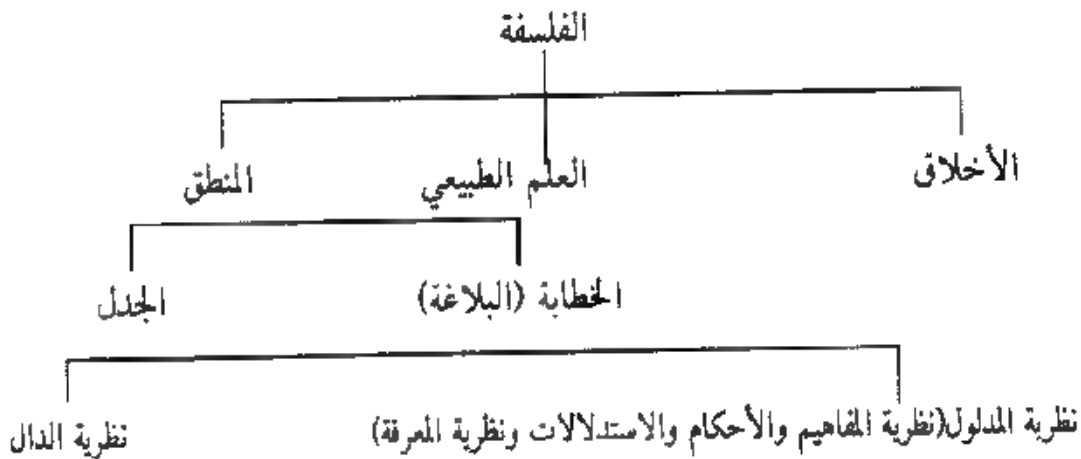 الفلسفة
الأخلاق العلم الطبيعي المنطق
الخطابة (البلاغة) الجدل
نظرية المدلول(نظرية المفاهيم والأحكام والاستدلالات ونظرية المعرفة) نظرية الدال